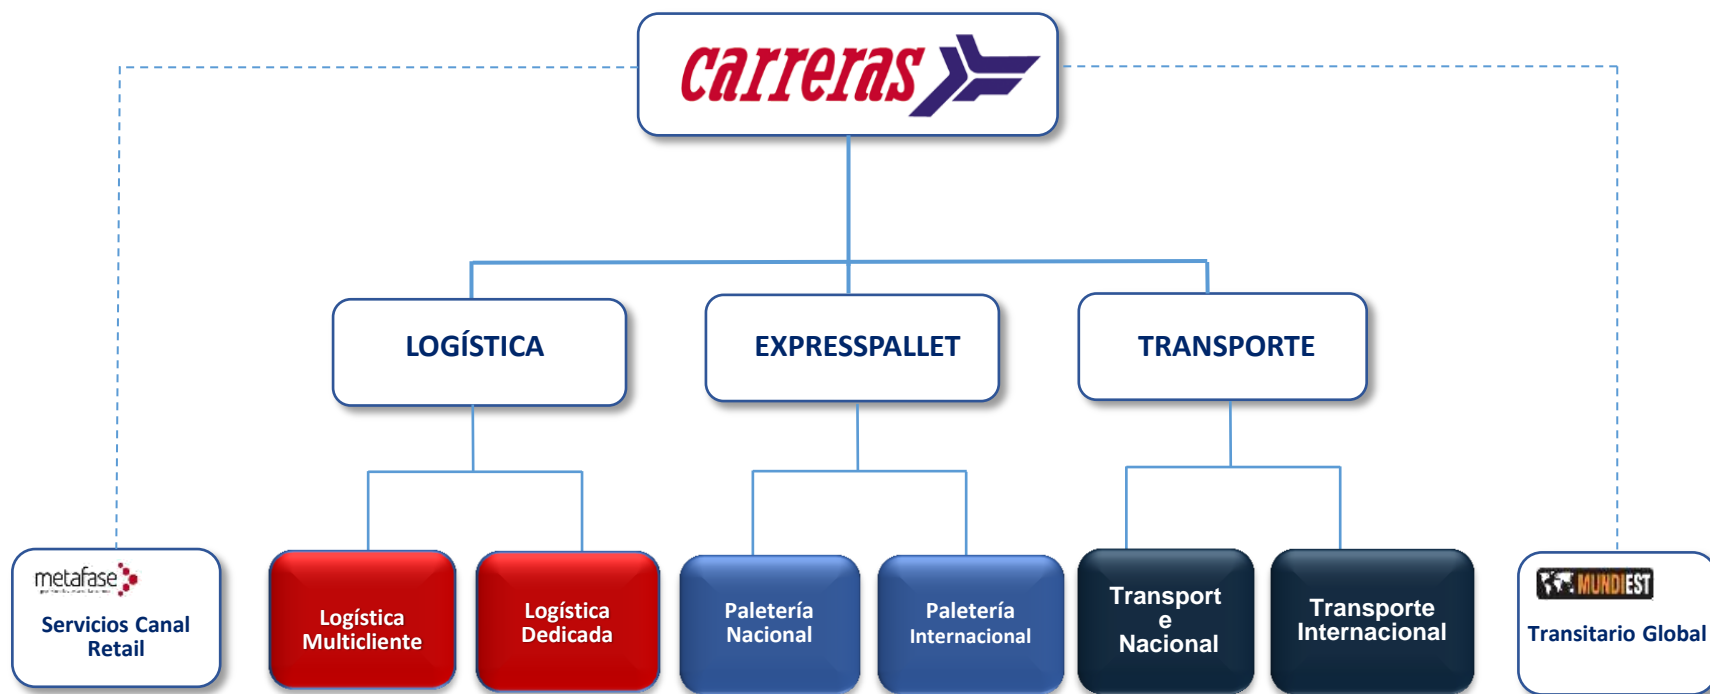 carreras
LOGÍSTICA
EXPRESSPALLET
TRANSPORTE
metafase
Servicios Canal
Retail
Logística
Multicliente
Logística
Dedicada
Paletería
Nacional
Paletería
Internacional
Transport
e
Nacional
Transporte
Internacional
MUNDIEST
Transitario Global